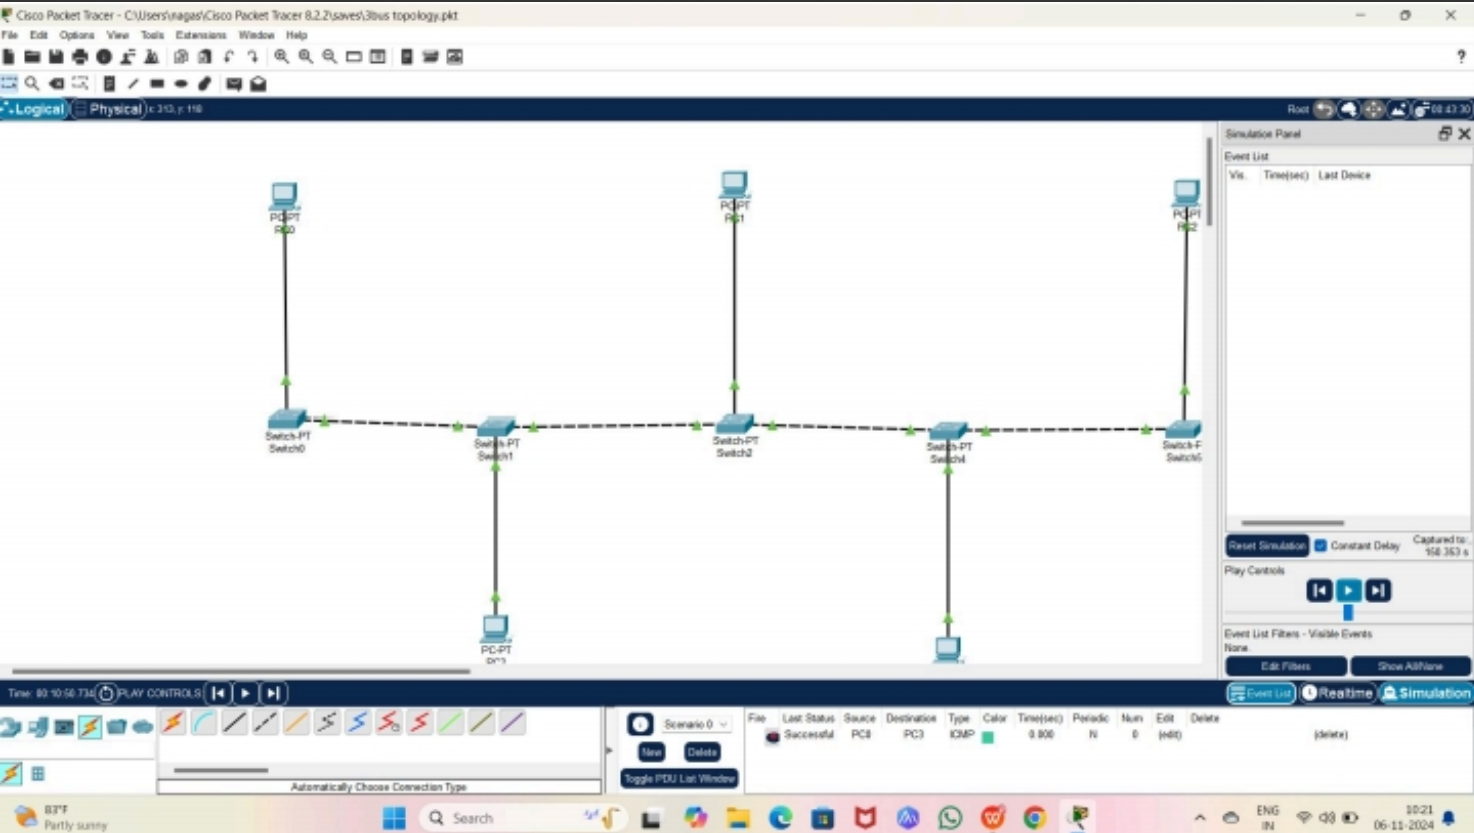 Cisco Packet Tracer - C:\Users\nagas\Cisco Packet Tracer 8.2.2\saves\3bus topology.pkt
File Edit Options View Tools Extensions Window Help
Logical Physical x: 313, y: 110
Root 00:43:30
Simulation Panel
Event List
Vis. Time(sec) Last Device
PC-PT
PC0
PC-PT
PC1
PC-PT
PC2
Switch-PT
Switch0
Switch-PT
Switch1
Switch-PT
Switch2
Switch-PT
Switch4
Switch-P
Switch5
PC-PT
Reset Simulation Constant Delay Captured to:
160.363 s
Play Controls
Event List Filters - Visible Events
None
Edit Filters Show All/None
Time: 00:10:50.734 PLAY CONTROLS:
Event List Realtime Simulation
Scenario 0
New Delete
Toggle PDU List Window
Automatically Choose Connection Type
Fire Last Status Source Destination Type Color Time(sec) Periodic Num Edit Delete
Successful PC0 PC3 ICMP 0.000 N 0 (edit) (delete)
83°F
Partly sunny
Search
ENG
IN
10:21
06-11-2024